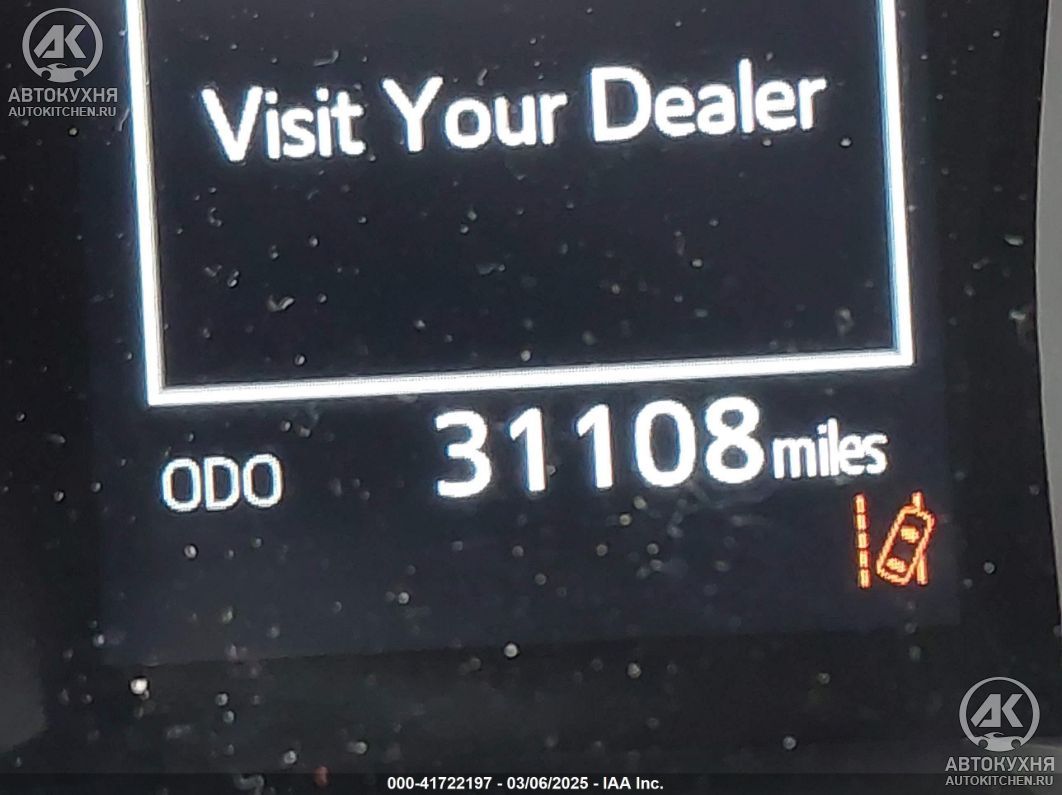 AK
АВТОКУХНЯ
AUTOKITCHEN.RU
Visit Your Dealer
ODO 31108 miles
AK
АВТОКУХНЯ
AUTOKITCHEN.RU
000-41722197 - 03/06/2025 - IAA Inc.